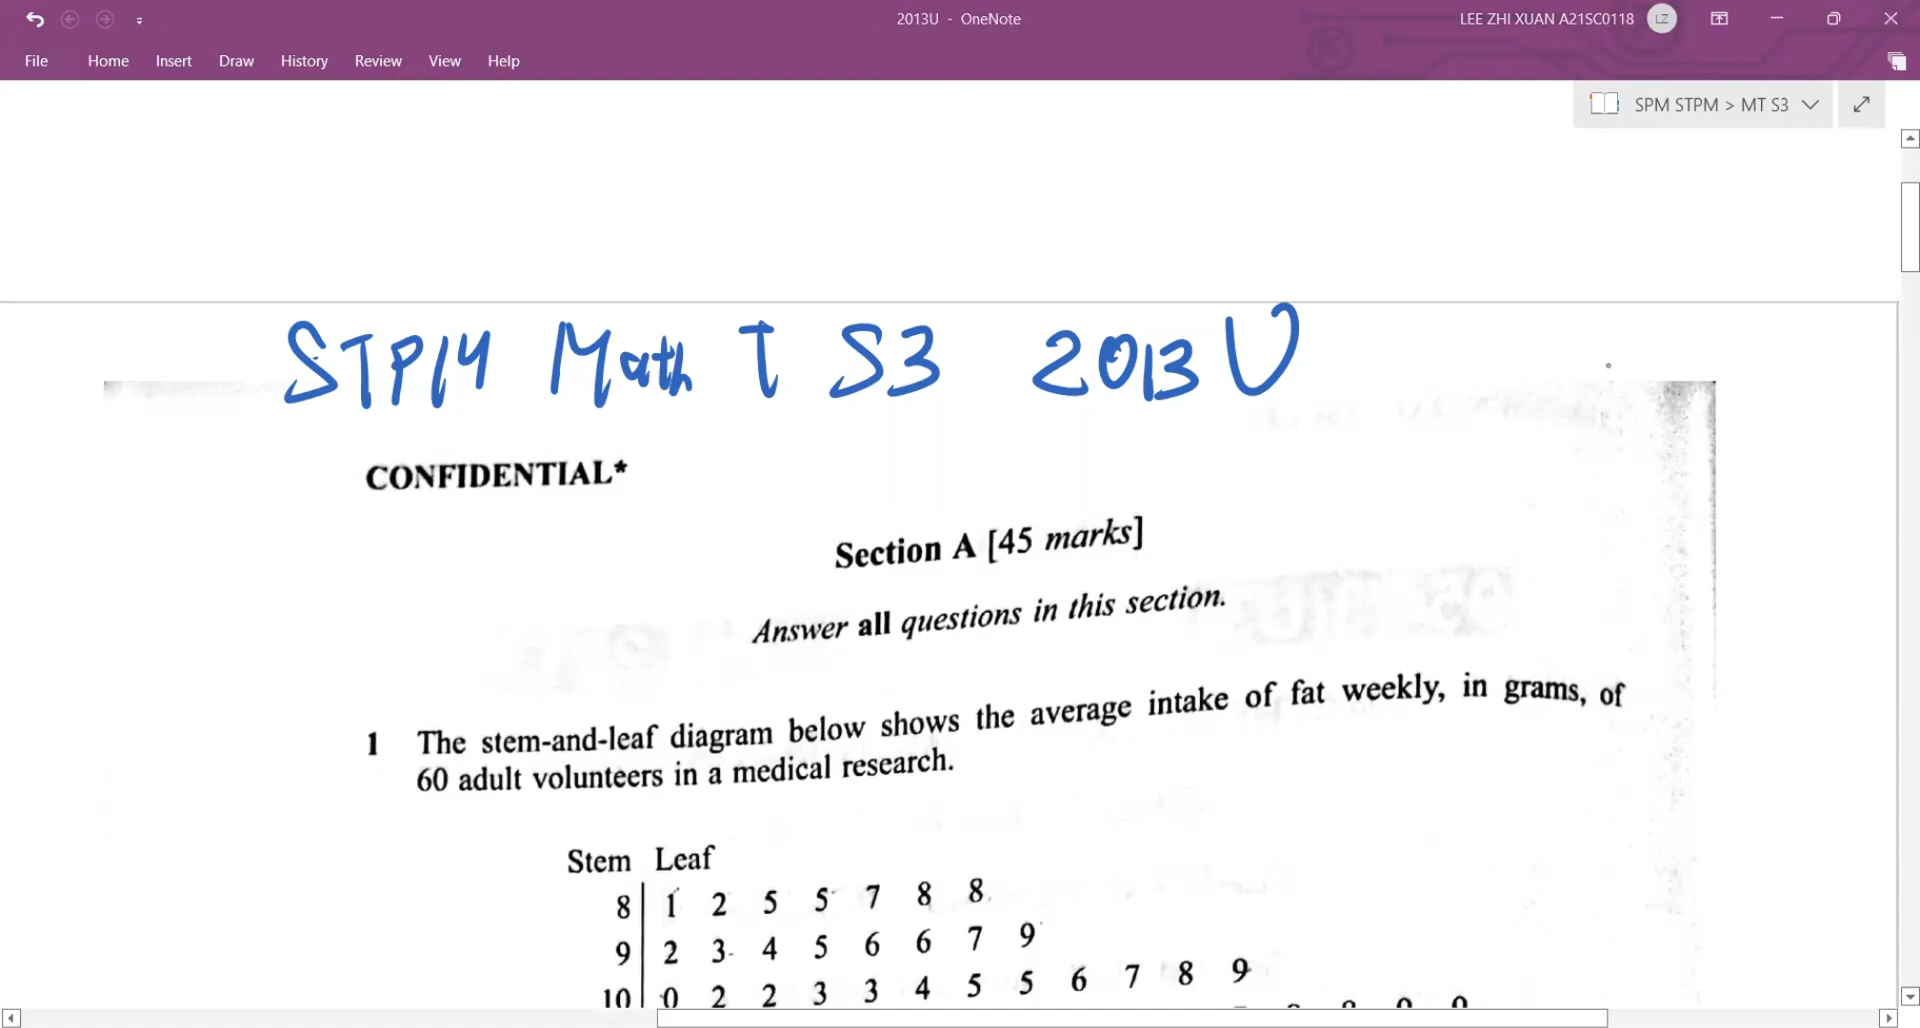 2013U - OneNote
LEE ZHI XUAN A21SC0118 LZ
File Home Insert Draw History Review View Help
SPM STPM > MT S3
STPM Math T S3 2013 U
CONFIDENTIAL*
Section A [45 marks]
Answer all questions in this section.
1 The stem-and-leaf diagram below shows the average intake of fat weekly, in grams, of
60 adult volunteers in a medical research.
Stem Leaf
8 1 2 5 5 7 8 8
9 2 3 4 5 6 6 7 9
10 0 2 2 3 3 4 5 5 6 7 8 9